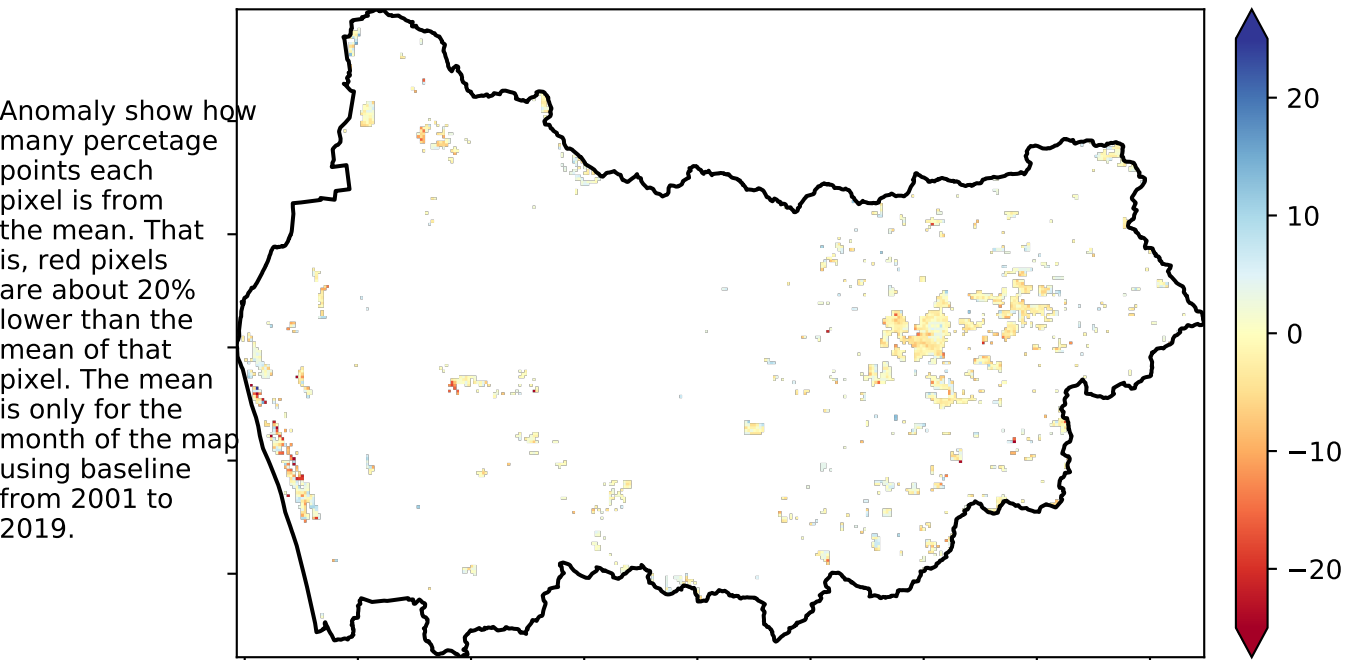 Anomaly show how
many percetage
points each
pixel is from
the mean. That
is, red pixels
are about 20%
lower than the
mean of that
pixel. The mean
is only for the
month of the map
using baseline
from 2001 to
2019.
20
10
0
−10
−20